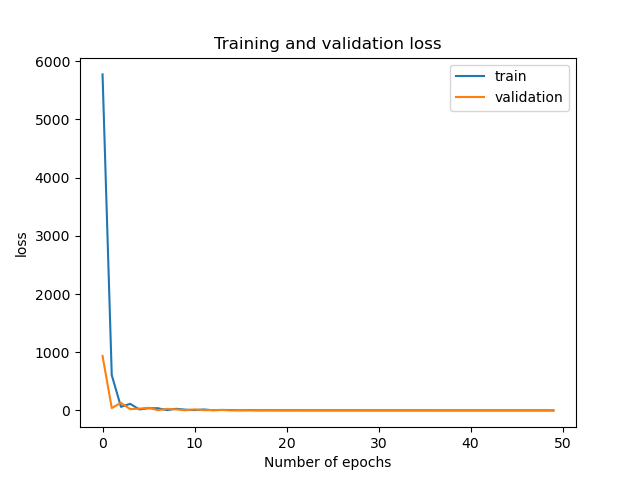 Training and validation loss
train
validation
6000
5000
4000
3000
2000
1000
0
loss
0
10
20
30
40
50
Number of epochs